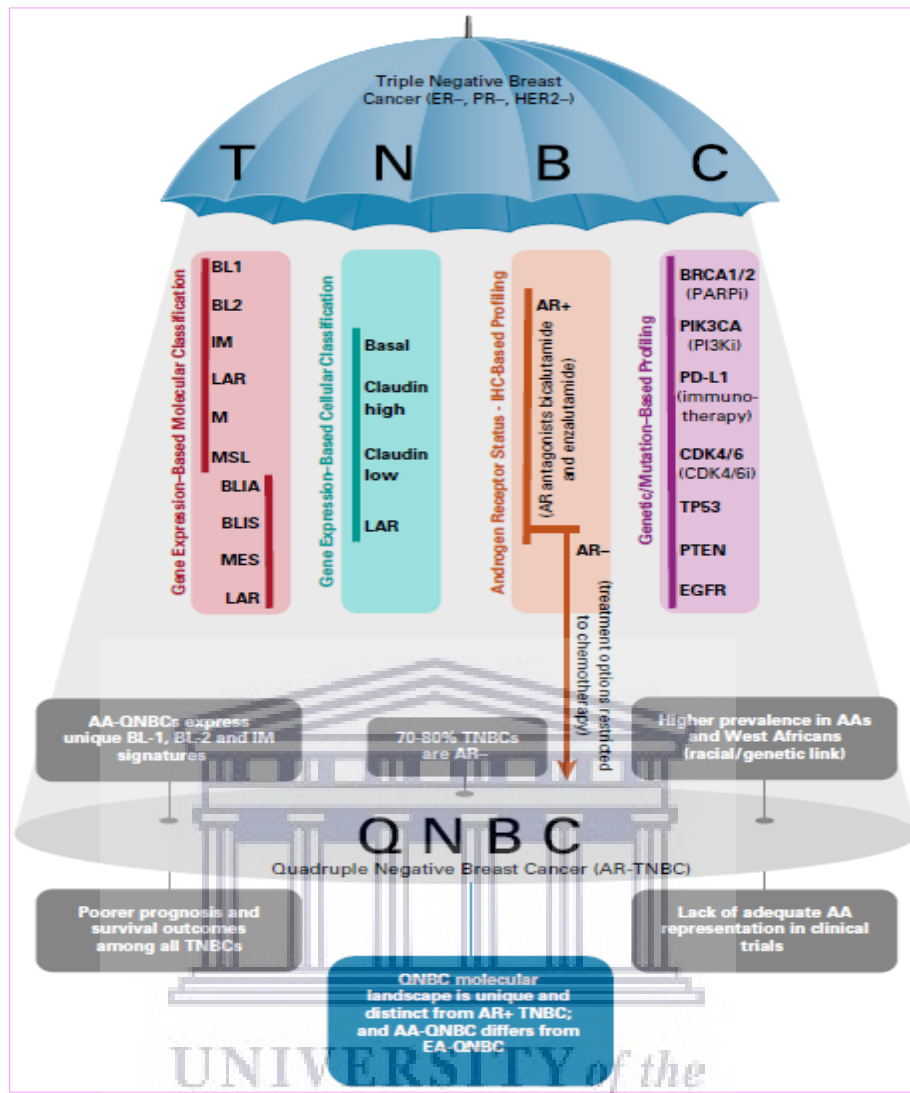 Triple Negative Breast
Cancer (ER–, PR–, HER2–)
T N B C
Gene Expression–Based Molecular Classification
BL1
BL2
IM
LAR
M
MSL
BLIA
BLIS
MES
LAR
Gene Expression–Based Cellular Classification
Basal
Claudin
high
Claudin
low
LAR
Androgen Receptor Status - IHC-Based Profiling
AR+
(AR antagonists bicalutamide
and enzalutamide)
AR–
(treatment options restricted
to chemotherapy)
Genetic/Mutation–Based Profiling
BRCA1/2
(PARPi)
PIK3CA
(PI3Ki)
PD-L1
(immuno-
therapy)
CDK4/6
(CDK4/6i)
TP53
PTEN
EGFR
AA-QNBCs express
unique BL-1, BL-2 and IM
signatures
70-80% TNBCs
are AR–
Higher prevalence in AAs
and West Africans
(racial/genetic link)
Q N B C
Quadruple Negative Breast Cancer (AR-TNBC)
Poorer prognosis and
survival outcomes
among all TNBCs
Lack of adequate AA
representation in clinical
trials
QNBC molecular
landscape is unique and
distinct from AR+ TNBC;
and AA-QNBC differs from
EA-QNBC
UNIVERSITY of the